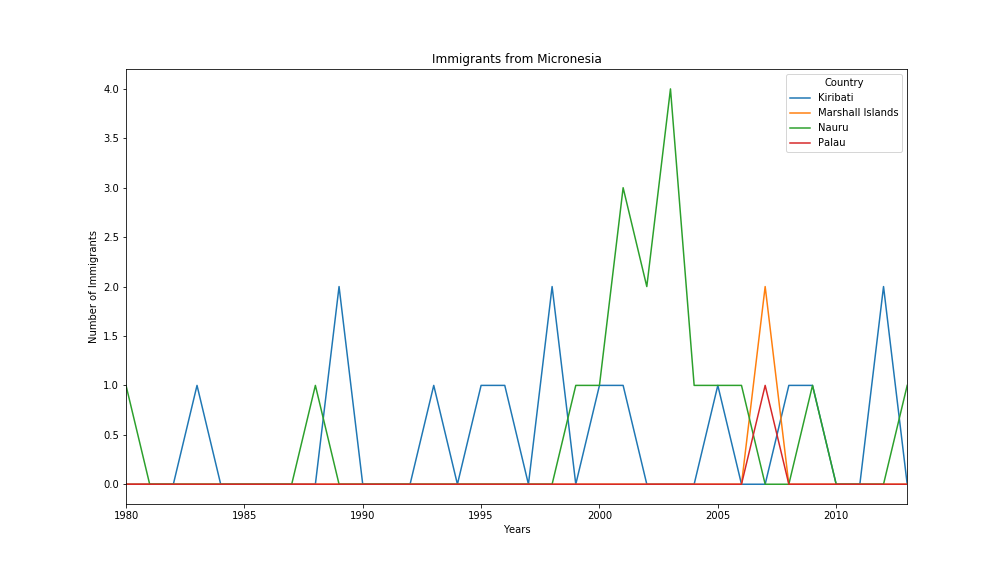 Immigrants from Micronesia
Country
Kiribati
Marshall Islands
Nauru
Palau
4.0
3.5
3.0
2.5
2.0
1.5
1.0
0.5
0.0
Number of Immigrants
1980 1985 1990 1995 2000 2005 2010
Years